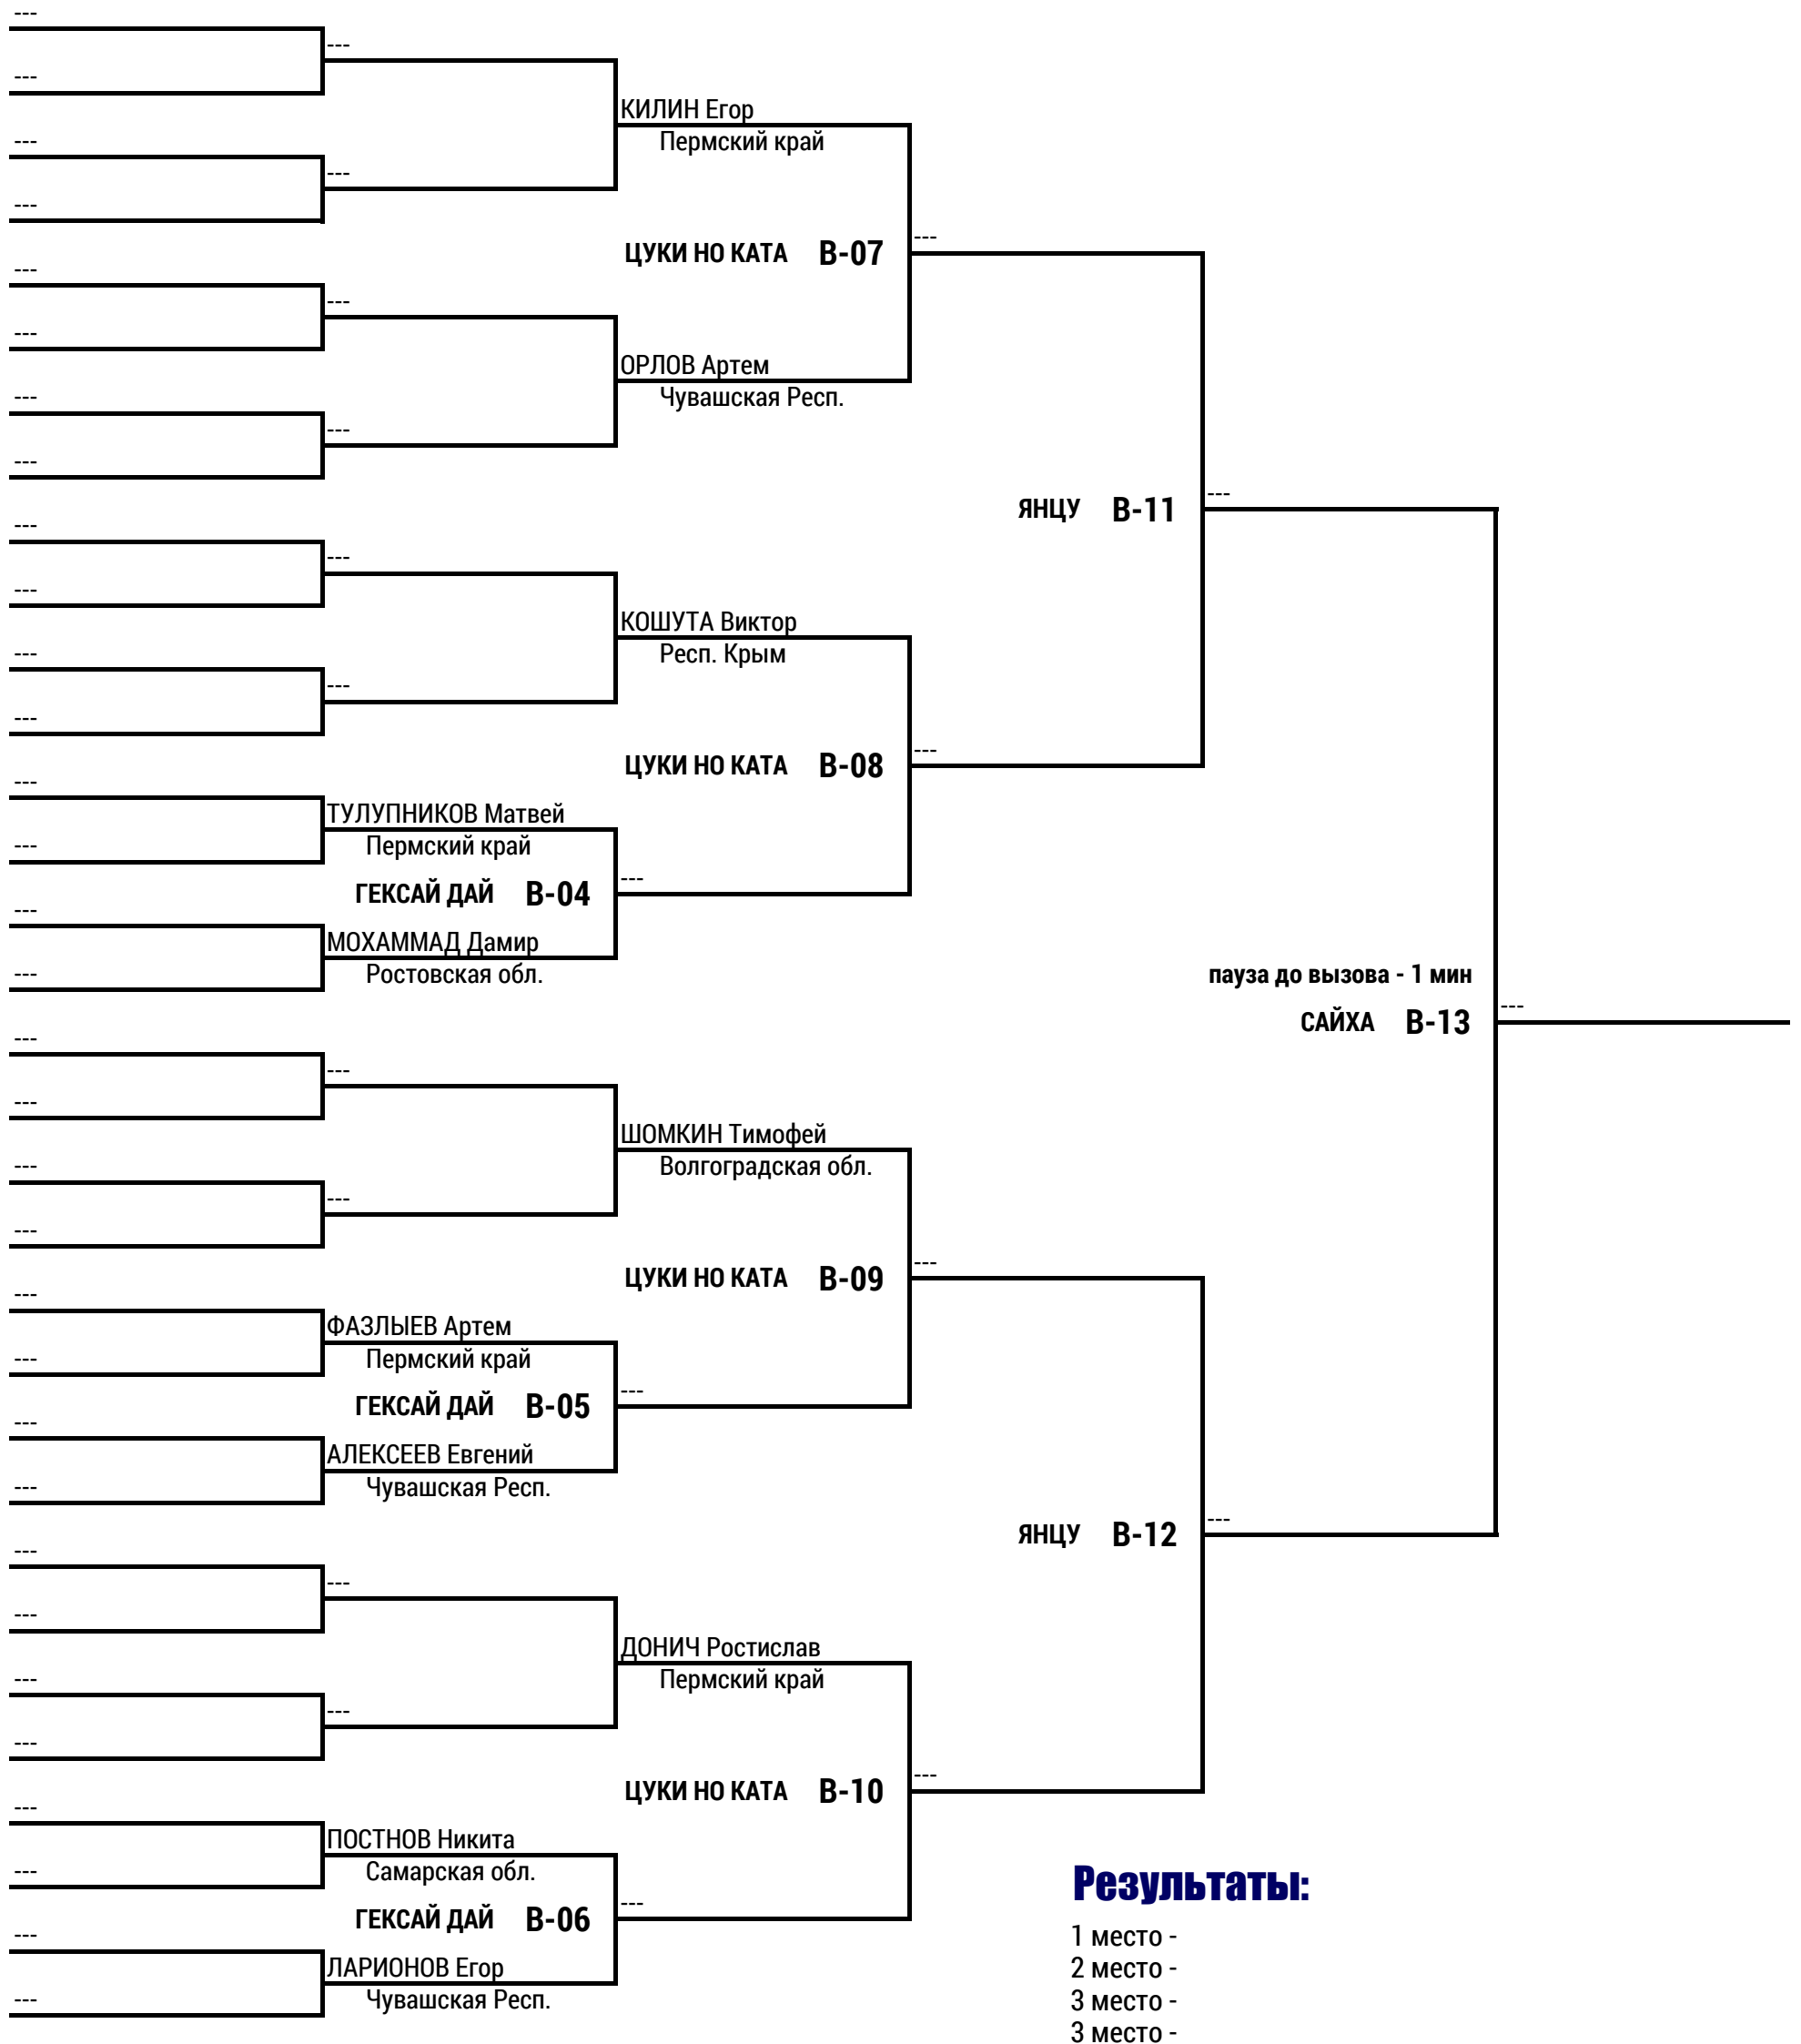 ---
---
---
КИЛИН Егор
Пермский край
---
---
---
---
ЦУКИ НО КАТА B-07
---
---
---
ОРЛОВ Артем
Чувашская Респ.
---
---
---
ЯНЦУ B-11
---
---
---
---
КОШУТА Виктор
Респ. Крым
---
---
---
ЦУКИ НО КАТА B-08
---
---
ТУЛУПНИКОВ Матвей
Пермский край
---
ГЕКСАЙ ДАЙ B-04
---
---
МОХАММАД Дамир
Ростовская обл.
---
пауза до вызова - 1 мин
САЙХА B-13
---
---
---
---
ШОМКИН Тимофей
Волгоградская обл.
---
---
---
ЦУКИ НО КАТА B-09
---
---
ФАЗЛЫЕВ Артем
Пермский край
---
ГЕКСАЙ ДАЙ B-05
---
---
АЛЕКСЕЕВ Евгений
Чувашская Респ.
---
ЯНЦУ B-12
---
---
---
---
ДОНИЧ Ростислав
Пермский край
---
---
---
ЦУКИ НО КАТА B-10
---
---
ПОСТНОВ Никита
Самарская обл.
---
ГЕКСАЙ ДАЙ B-06
---
---
ЛАРИОНОВ Егор
Чувашская Респ.
---
Результаты:
1 место -
2 место -
3 место -
3 место -